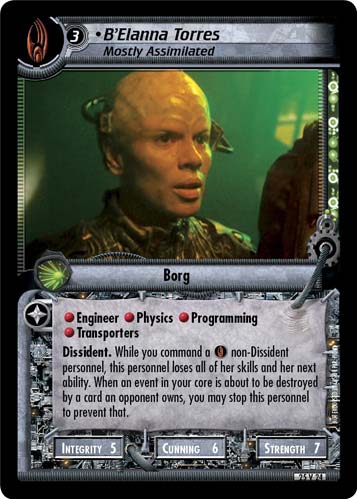 3 • B'Elanna Torres
Mostly Assimilated
Borg
Engineer Physics Programming
Transporters
Dissident. While you command a non-Dissident
personnel, this personnel loses all of her skills and her next
ability. When an event in your core is about to be destroyed
by a card an opponent owns, you may stop this personnel
to prevent that.
INTEGRITY 5 CUNNING 6 STRENGTH 7
25 V 24